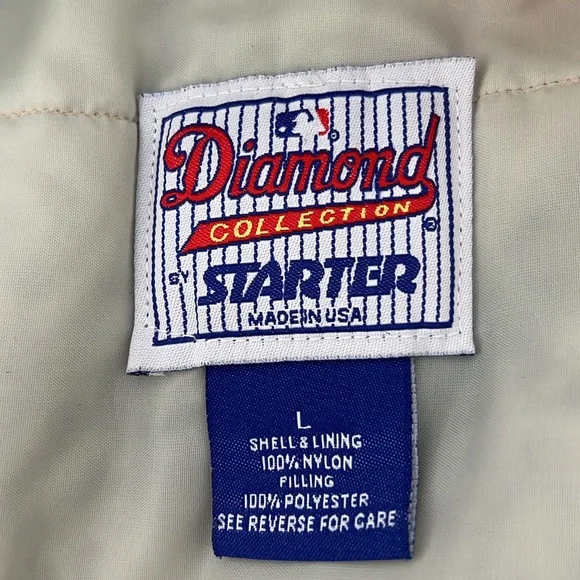 Diamond
COLLECTION
®
BY STARTER
MADE IN USA
L
SHELL & LINING
100% NYLON
FILLING
100% POLYESTER
SEE REVERSE FOR CARE